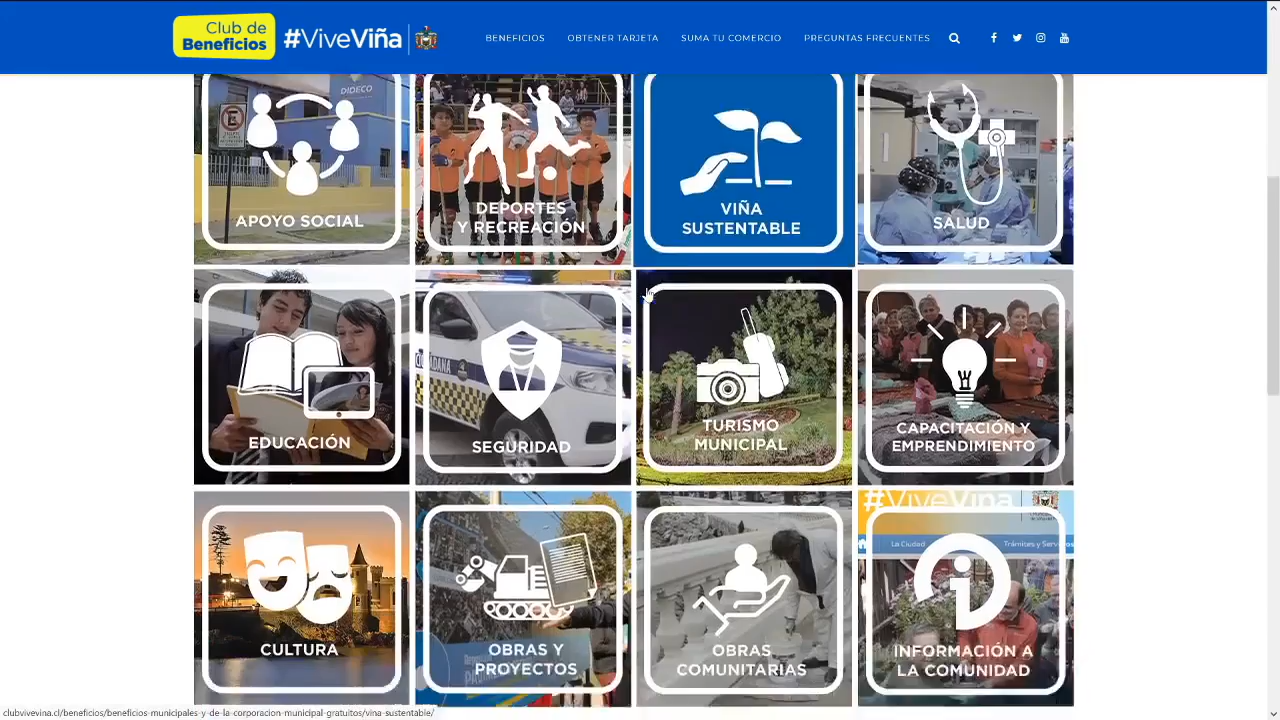 Club de
Beneficios
#ViveViña
BENEFICIOS
OBTENER TARJETA
SUMA TU COMERCIO
PREGUNTAS FRECUENTES
DIDECO
E
APOYO SOCIAL
DEPORTES
Y RECREACIÓN
VIÑA
SUSTENTABLE
SALUD
EDUCACIÓN
SEGURIDAD
TURISMO
MUNICIPAL
CAPACITACIÓN Y
EMPRENDIMIENTO
#ViveViña
La Ciudad
Trámites y Servicios
CULTURA
OBRAS Y
PROYECTOS
OBRAS
COMUNITARIAS
INFORMACIÓN A
LA COMUNIDAD
clubvivevina.cl/beneficios/beneficios-municipales-y-de-la-corporacion-municipal-gratuitos/vina-sustentable/